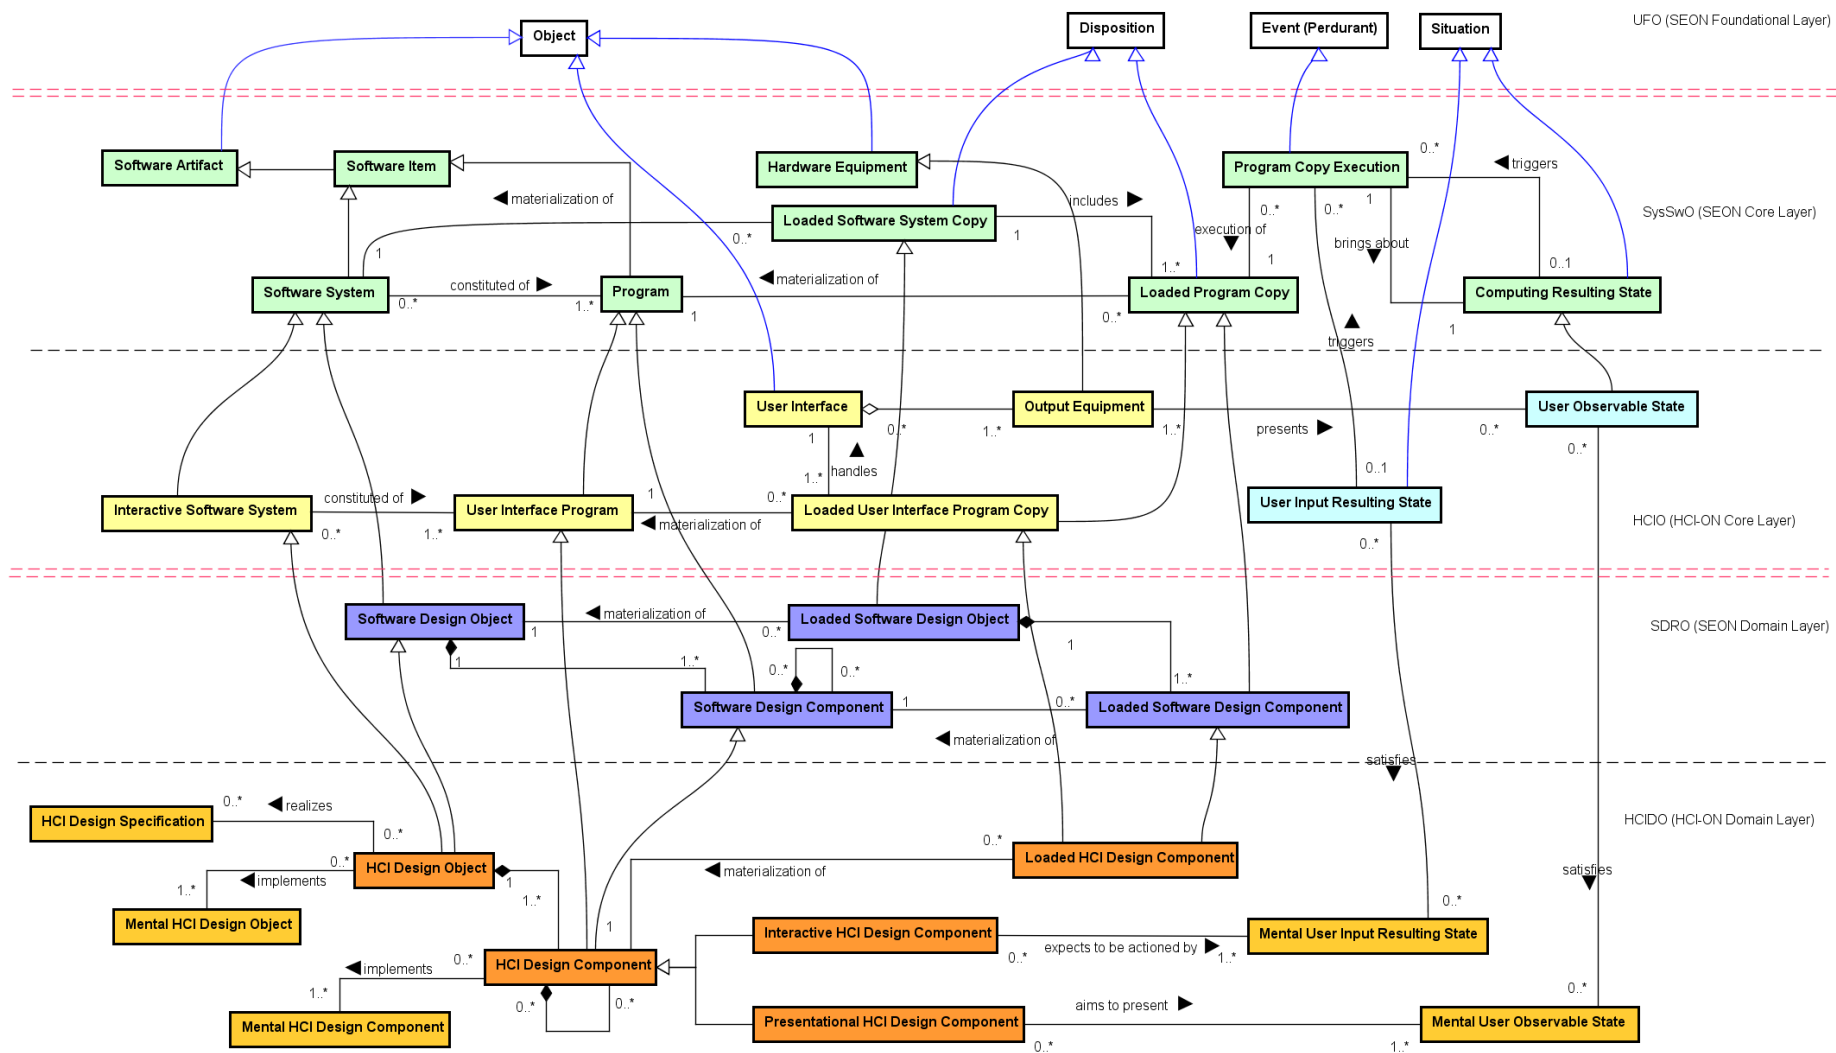 UFO (SEON Foundational Layer)
Object
Disposition
Event (Perdurant)
Situation
Software Artifact
Software Item
Hardware Equipment
Program Copy Execution
0..*
triggers
materialization of
includes
Loaded Software System Copy
0..*
1
1
0..*
0..*
1
SysSwO (SEON Core Layer)
execution of
brings about
1
1..*
1
0..1
materialization of
Software System
constituted of
Program
Loaded Program Copy
Computing Resulting State
0..*
1..*
1
0..*
1
triggers
User Interface
Output Equipment
User Observable State
1
0..*
1..*
1..*
presents
0..*
0..*
handles
1..*
0..1
Interactive Software System
constituted of
User Interface Program
1
0..*
Loaded User Interface Program Copy
User Input Resulting State
0..*
1..*
materialization of
0..*
HCIO (HCI-ON Core Layer)
Software Design Object
materialization of
Loaded Software Design Object
1
0..*
1
SDRO (SEON Domain Layer)
1
1..*
0..*
0..*
1..*
Software Design Component
1
0..*
Loaded Software Design Component
materialization of
satisfies
HCI Design Specification
0..*
realizes
0..*
0..*
HCIDO (HCI-ON Domain Layer)
HCI Design Object
0..*
implements
1..*
1
1..*
Loaded HCI Design Component
materialization of
satisfies
Mental HCI Design Object
1
Interactive HCI Design Component
expects to be actioned by
0..*
1..*
0..*
Mental User Input Resulting State
HCI Design Component
0..*
implements
1..*
0..*
0..*
Mental HCI Design Component
Presentational HCI Design Component
aims to present
0..*
1..*
0..*
Mental User Observable State